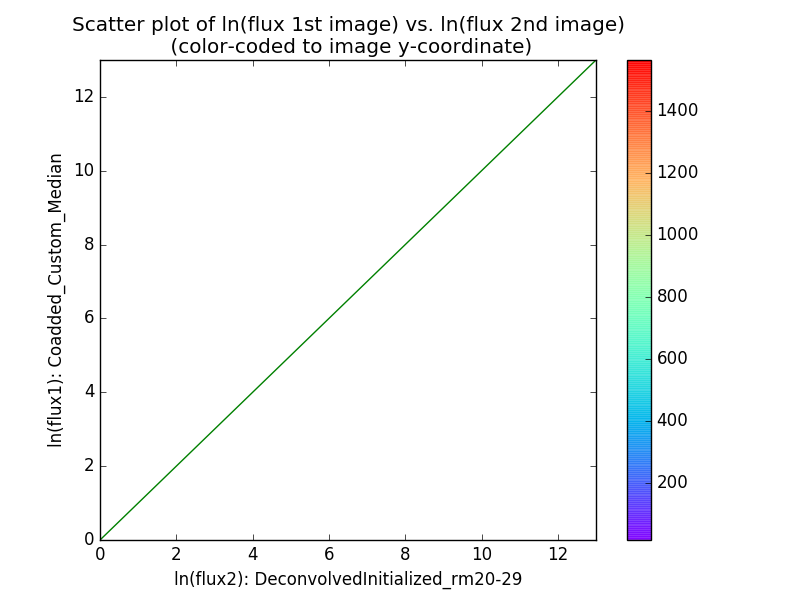 Scatter plot of ln(flux 1st image) vs. ln(flux 2nd image)
(color-coded to image y-coordinate)
12
10
8
6
4
2
0
ln(flux1): Coadded_Custom_Median
0 2 4 6 8 10 12
ln(flux2): DeconvolvedInitialized_rm20-29
1400
1200
1000
800
600
400
200